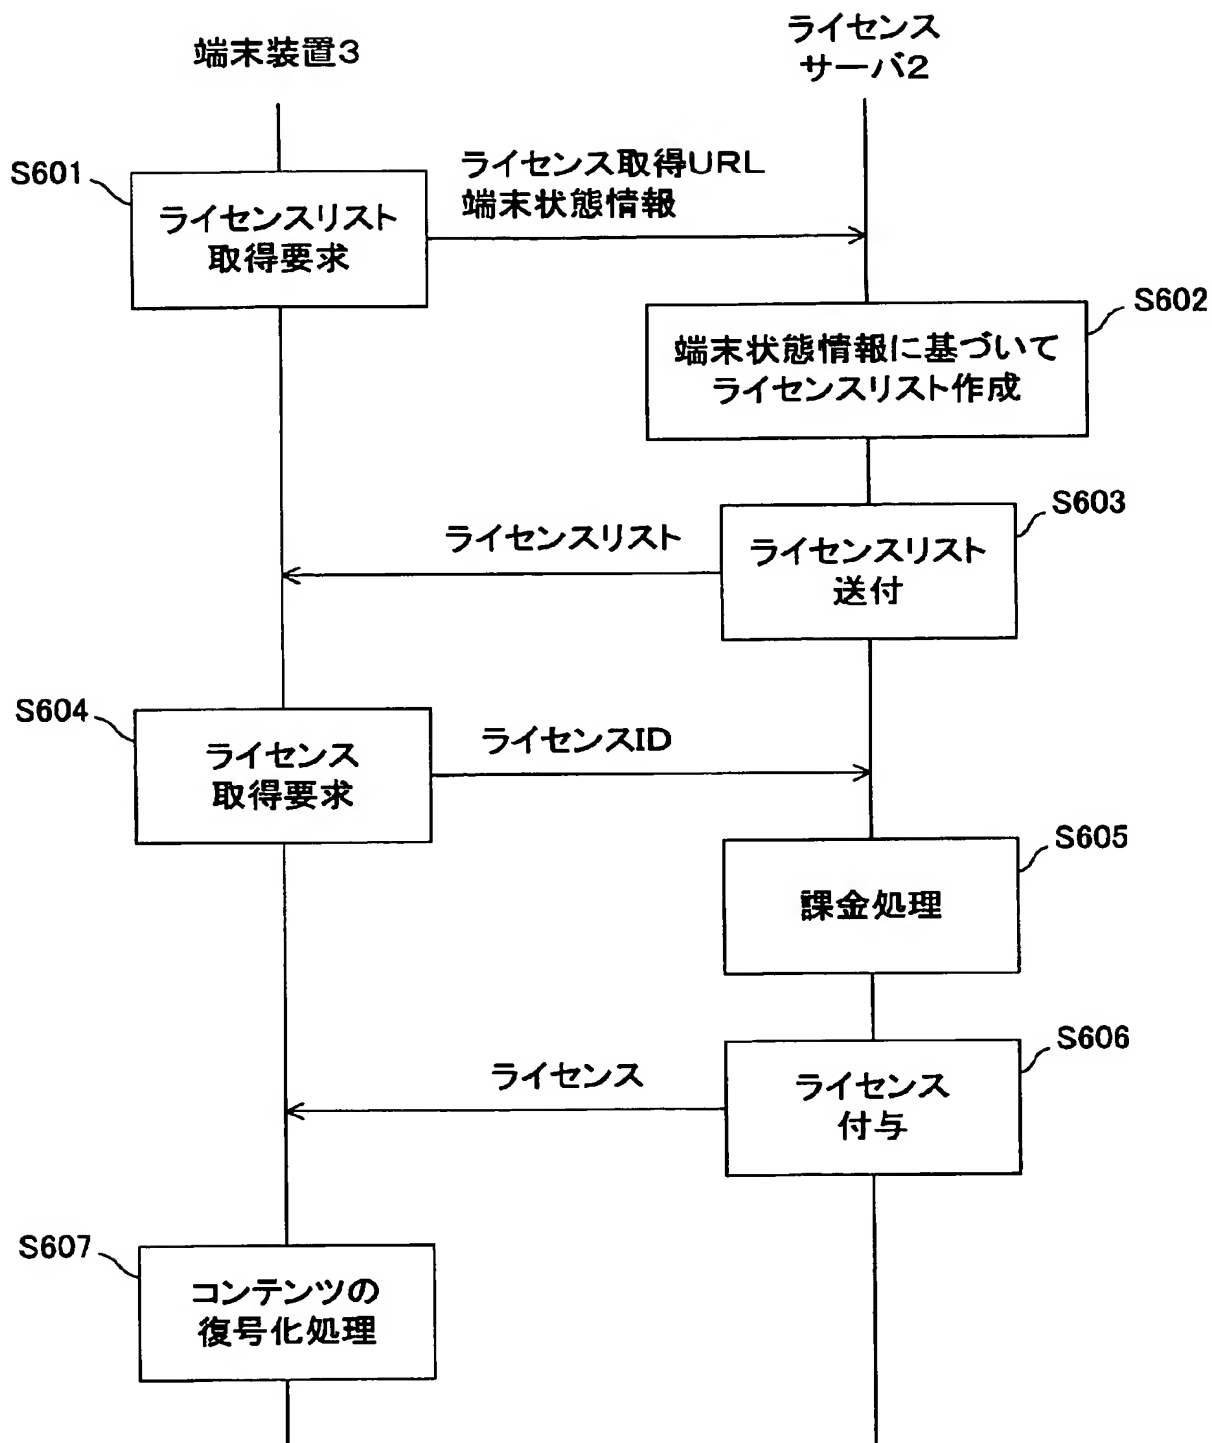 端末装置3
ライセンス
サーバ2
S601
ライセンスリスト
取得要求
ライセンス取得URL
端末状態情報
S602
端末状態情報に基づいて
ライセンスリスト作成
S603
ライセンスリスト
ライセンスリスト
送付
S604
ライセンス
取得要求
ライセンスID
S605
課金処理
S606
ライセンス
ライセンス
付与
S607
コンテンツの
復号化処理